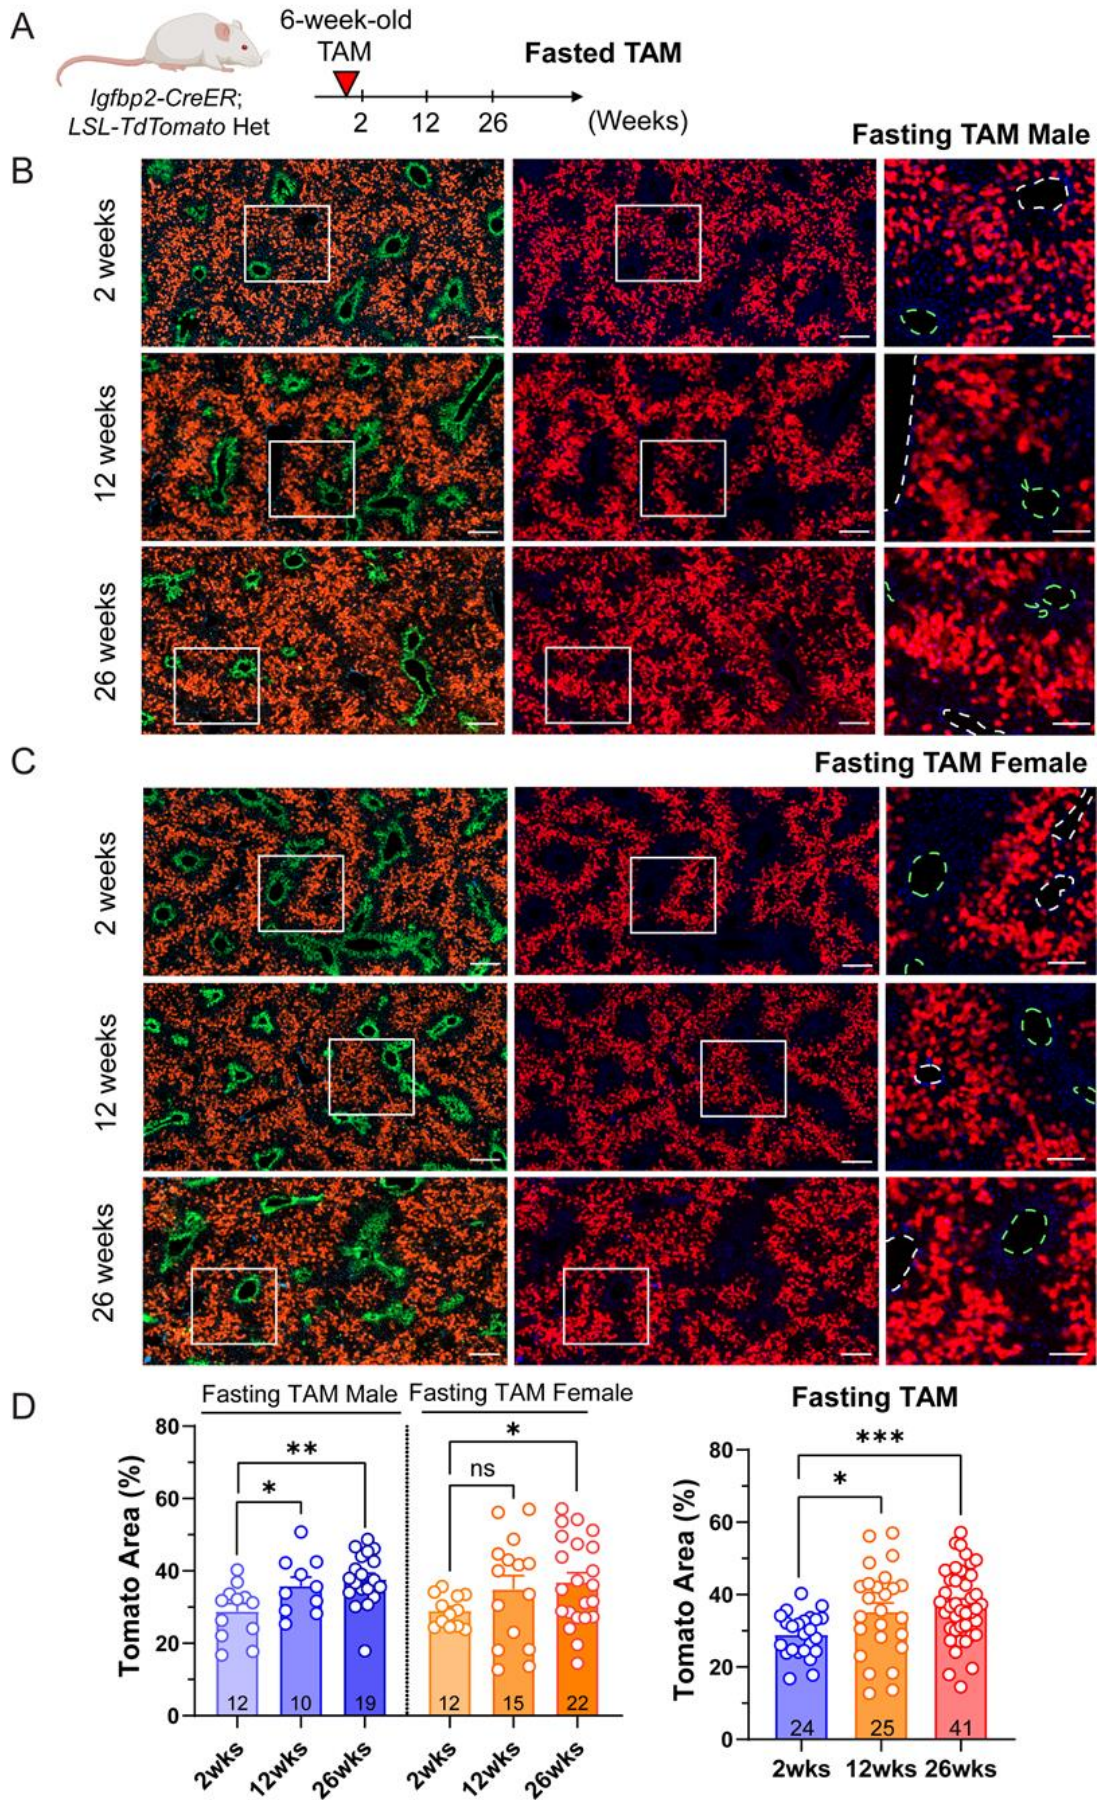 A
6-week-old
TAM
Fasted TAM
Igfbp2-CreER;
LSL-TdTomato Het
2 12 26 (Weeks)
Fasting TAM Male
B
2 weeks
12 weeks
26 weeks
C
Fasting TAM Female
2 weeks
12 weeks
26 weeks
D
Fasting TAM Male Fasting TAM Female
Tomato Area (%)
80
60
40
20
0
** * ns *
12 10 19 12 15 22
2wks 12wks 26wks 2wks 12wks 26wks
Fasting TAM
Tomato Area (%)
80
60
40
20
0
*** *
24 25 41
2wks 12wks 26wks